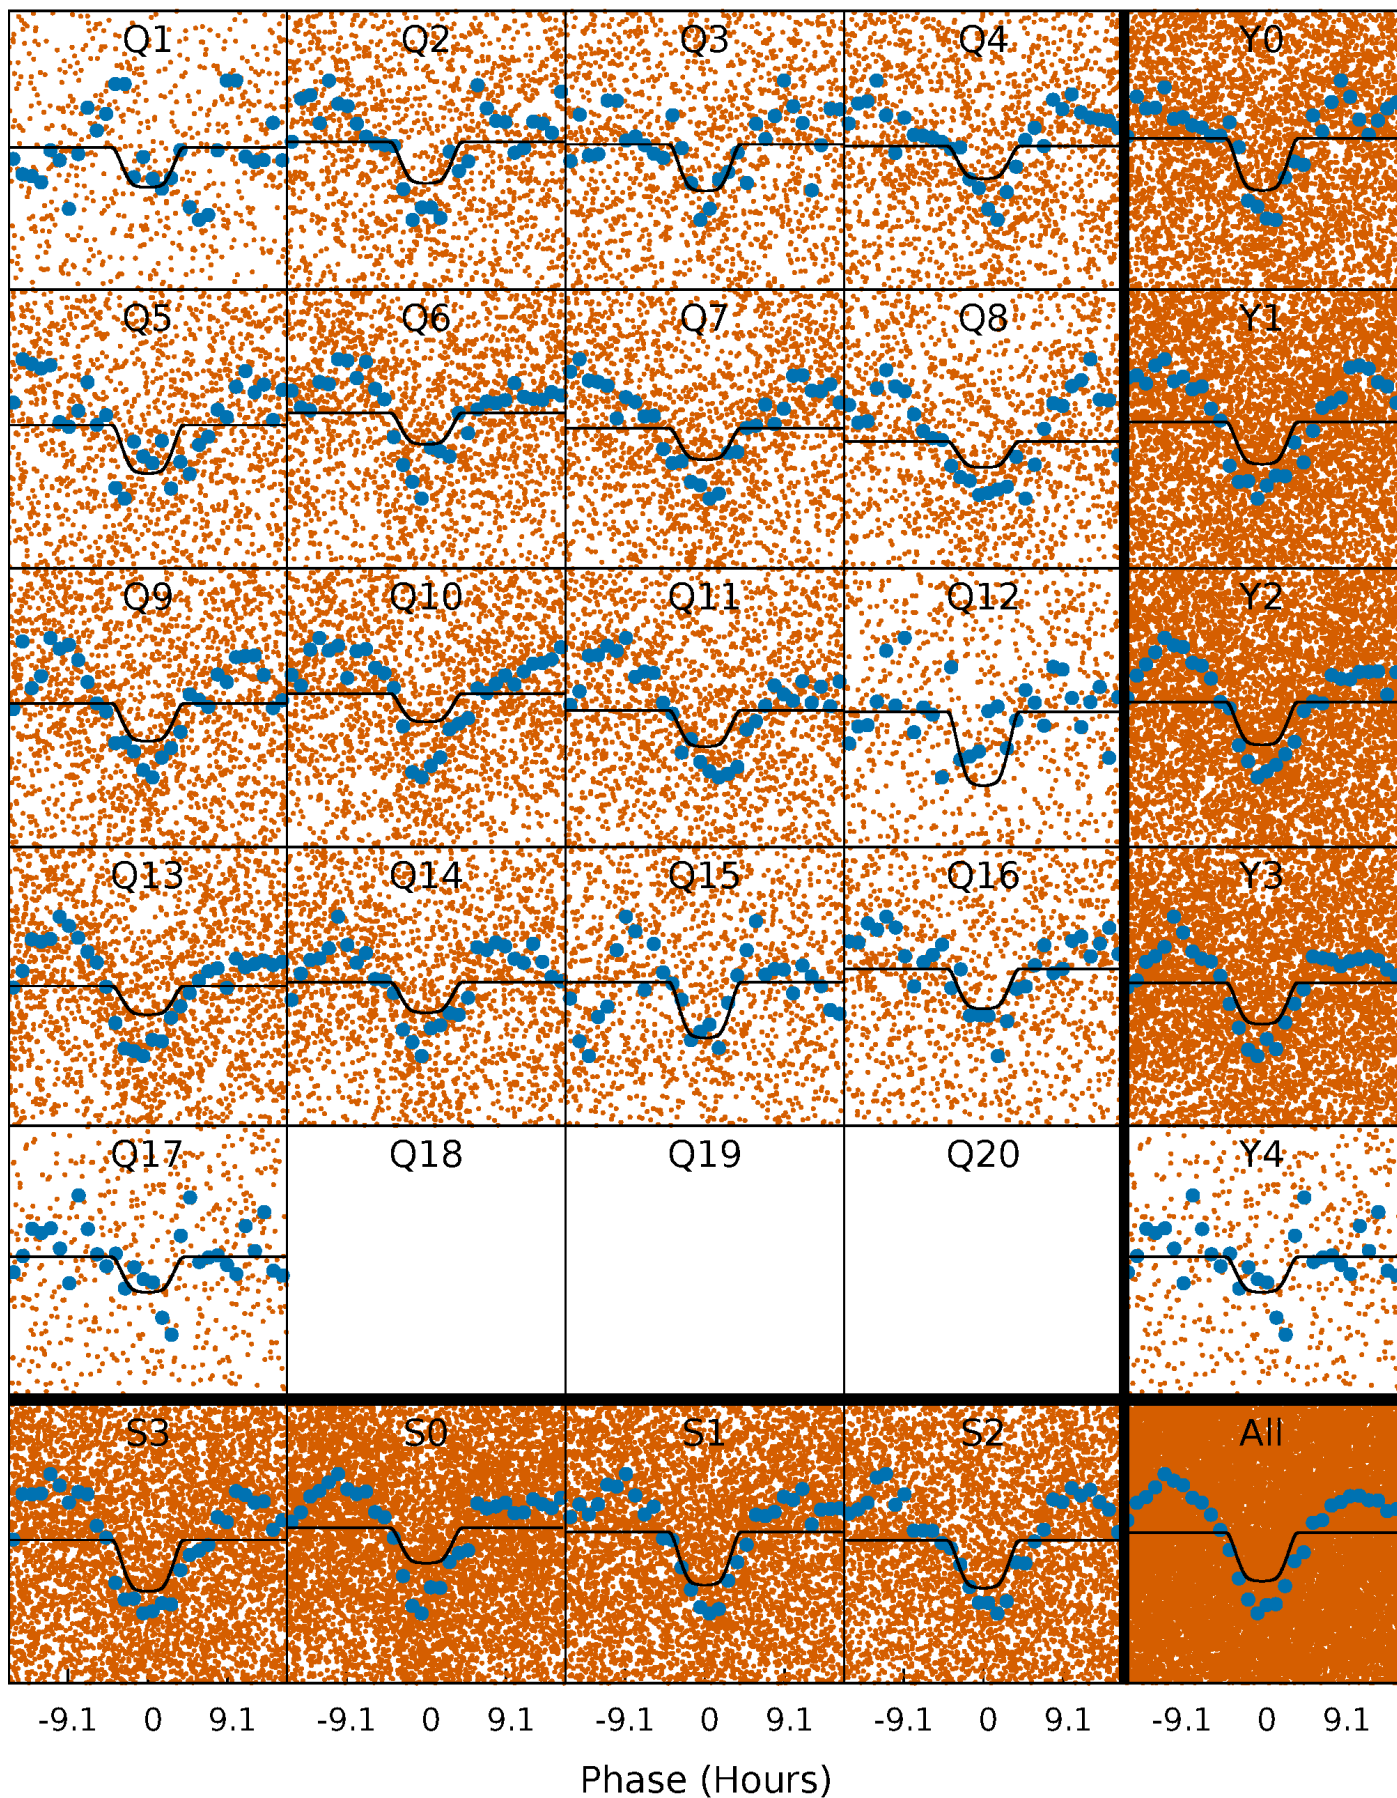 Q1 Q2 Q3 Q4 Y0
Q5 Q6 Q7 Q8 Y1
Q9 Q10 Q11 Q12 Y2
Q13 Q14 Q15 Q16 Y3
Q17 Q18 Q19 Q20 Y4
S3 S0 S1 S2 All
-9.1 0 9.1 -9.1 0 9.1 -9.1 0 9.1 -9.1 0 9.1 -9.1 0 9.1
Phase (Hours)